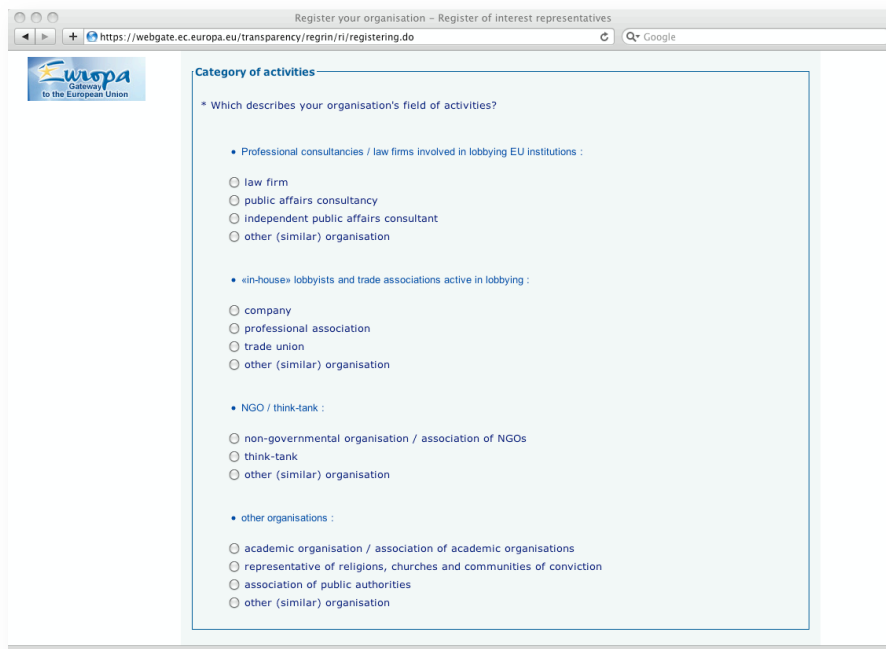 Register your organisation – Register of interest representatives
https://webgate.ec.europa.eu/transparency/regrin/ri/registering.do
Google
Europa
Gateway
to the European Union
Category of activities
* Which describes your organisation's field of activities?
• Professional consultancies / law firms involved in lobbying EU institutions :
law firm
public affairs consultancy
independent public affairs consultant
other (similar) organisation
• «in-house» lobbyists and trade associations active in lobbying :
company
professional association
trade union
other (similar) organisation
• NGO / think-tank :
non-governmental organisation / association of NGOs
think-tank
other (similar) organisation
• other organisations :
academic organisation / association of academic organisations
representative of religions, churches and communities of conviction
association of public authorities
other (similar) organisation